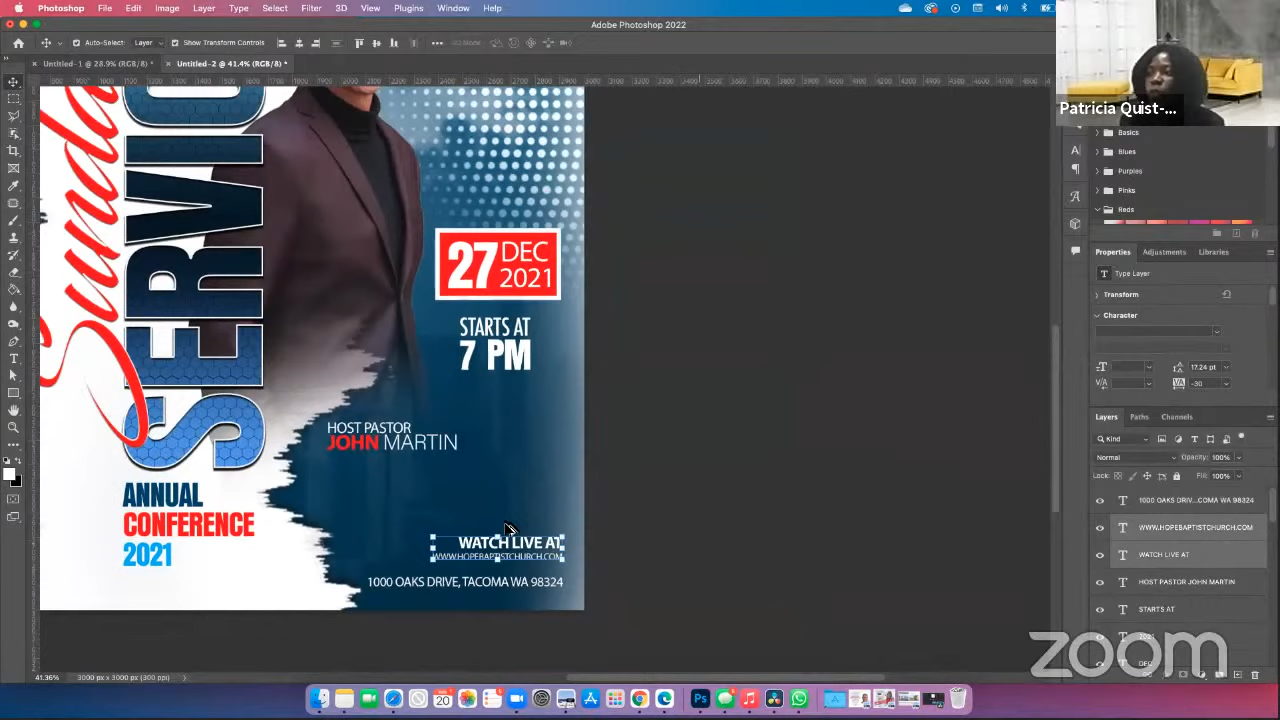 Photoshop File Edit Image Layer Type Select Filter 3D View Plugins Window Help
Adobe Photoshop 2022
Auto-Select: Layer Show Transform Controls
Untitled-1 @ 28.9% (RGB/8) * Untitled-2 @ 41.4% (RGB/8) *
Patricia Quist-...
Basics
Blues
Purples
Pinks
Reds
Sunda
SERVIC
27 DEC
2021
STARTS AT
7 PM
HOST PASTOR
JOHN MARTIN
ANNUAL
CONFERENCE
2021
WATCH LIVE AT
WWW.HOPEBAPTISTCHURCH.COM
1000 OAKS DRIVE, TACOMA WA 98324
Properties Adjustments Libraries
Type Layer
Transform
Character
17.24 pt
-30
Layers Paths Channels
Kind
Normal Opacity: 100%
Lock: Fill: 100%
1000 OAKS DRIV...COMA WA 98324
WWW.HOPEBAPTISTCHURCH.COM
WATCH LIVE AT
HOST PASTOR JOHN MARTIN
STARTS AT
2021
DEC
41.36% 3000 px x 3000 px (300 ppi)
zoom